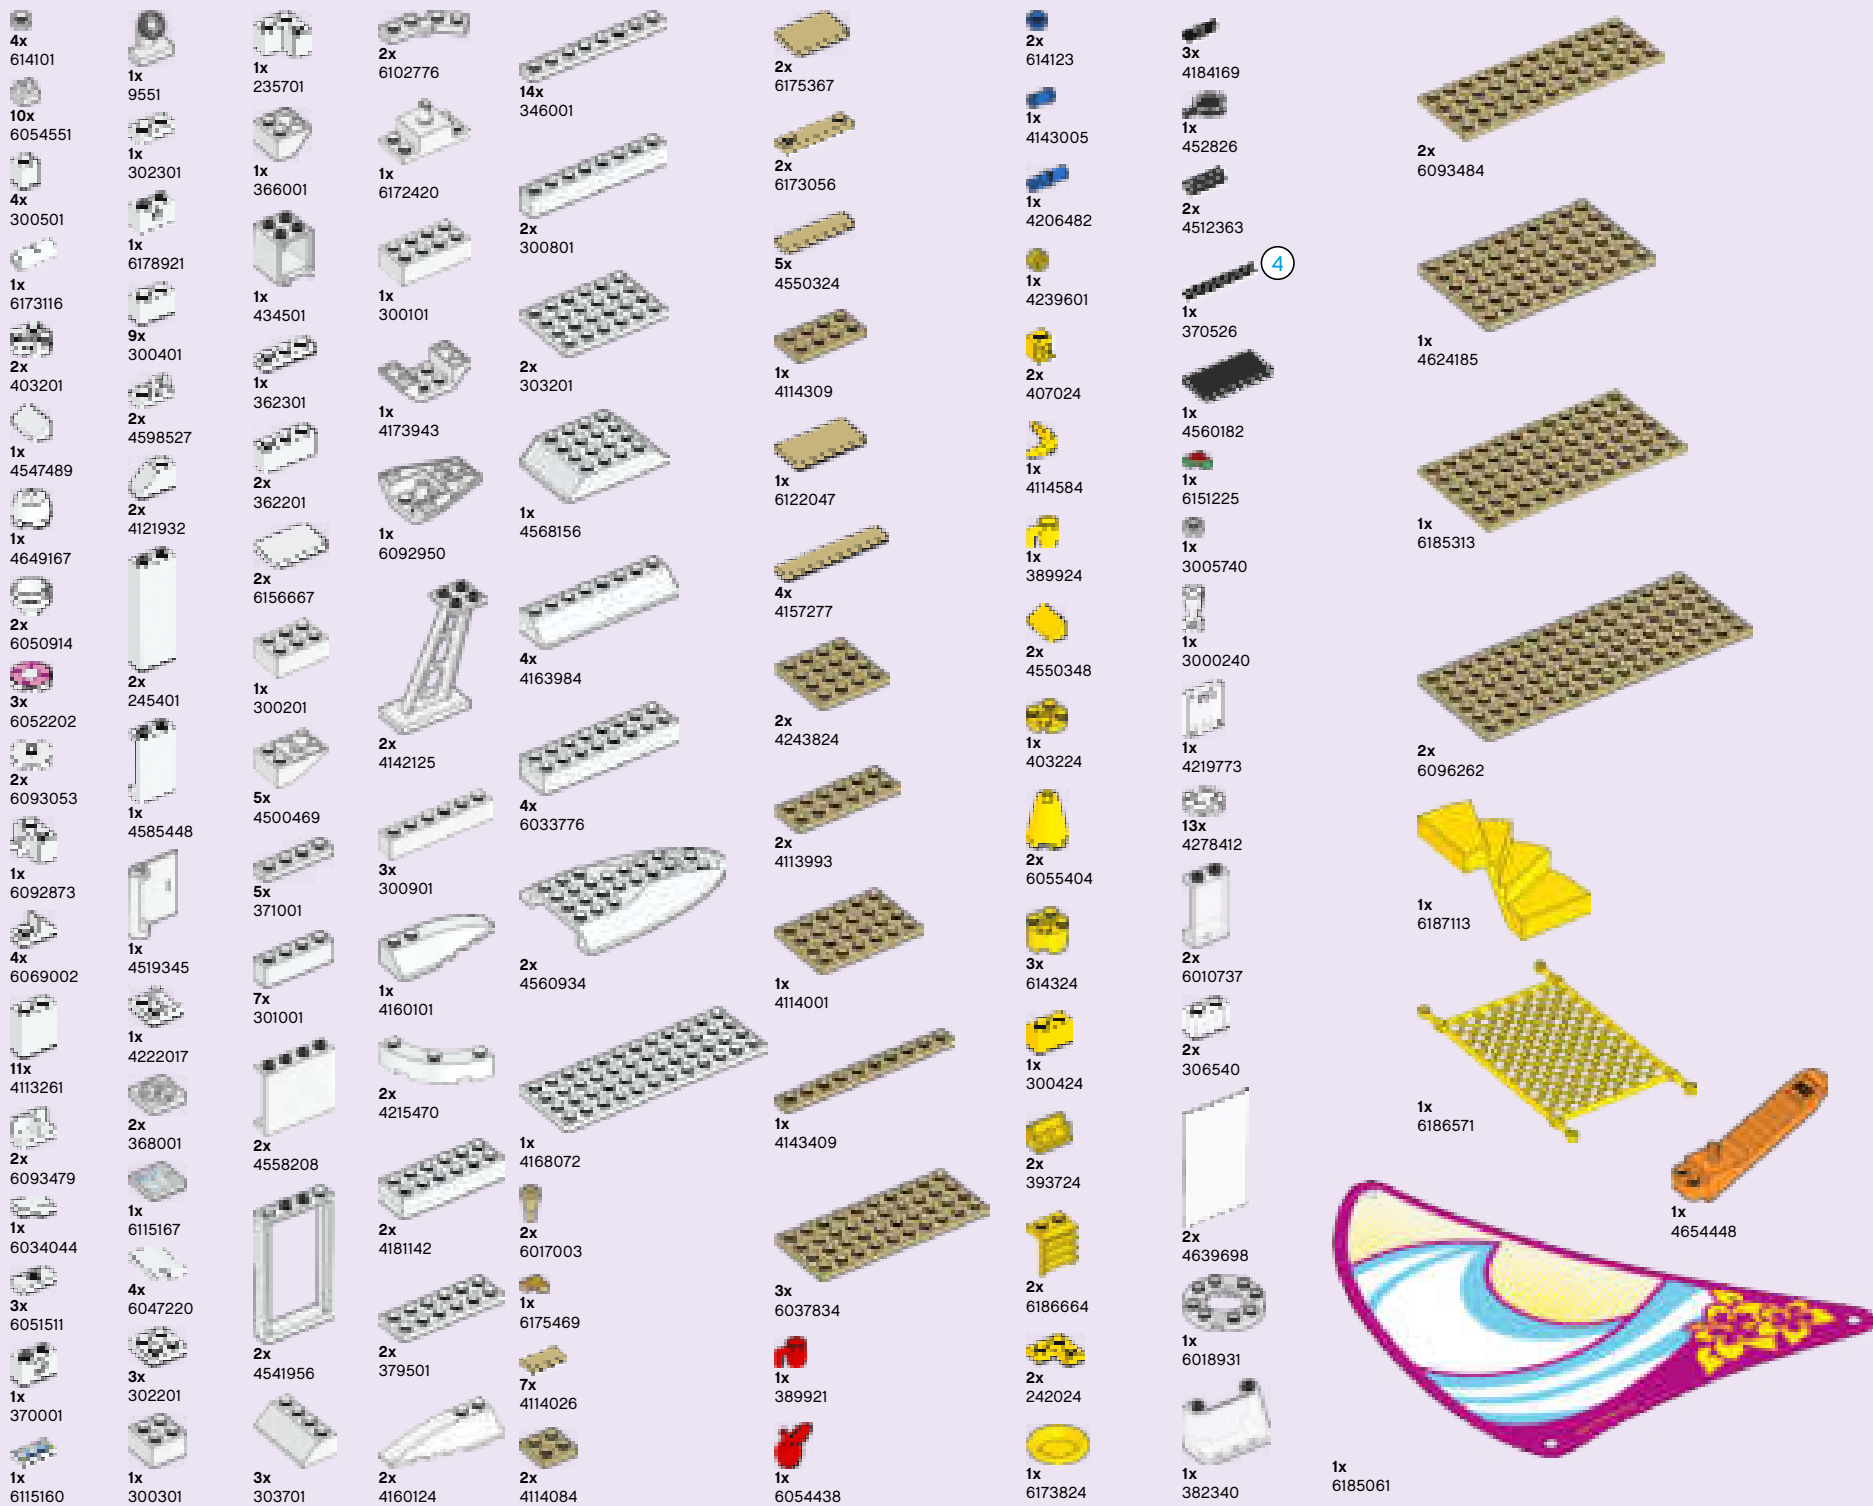 4x
614101
10x
6054551
4x
300501
1x
6173116
2x
403201
1x
4547489
1x
4649167
2x
6050914
3x
6052202
2x
6093053
1x
6092873
4x
6069002
11x
4113261
2x
6093479
1x
6034044
3x
6051511
1x
370001
1x
6115160
1x
9551
1x
302301
1x
6178921
9x
300401
2x
4598527
2x
4121932
2x
245401
1x
4585448
1x
4519345
1x
4222017
2x
368001
1x
6115167
4x
6047220
3x
302201
1x
300301
1x
235701
1x
366001
1x
434501
1x
362301
2x
362201
2x
6156667
1x
300201
5x
4500469
5x
371001
7x
301001
2x
4558208
2x
4541956
3x
303701
2x
6102776
1x
6172420
1x
300101
1x
4173943
1x
6092950
2x
4142125
3x
300901
1x
4160101
2x
4215470
2x
4181142
2x
379501
2x
4160124
14x
346001
2x
300801
2x
303201
1x
4568156
4x
4163984
4x
6033776
2x
4560934
1x
4168072
2x
6017003
1x
6175469
7x
4114026
2x
4114084
2x
6175367
2x
6173056
5x
4550324
1x
4114309
1x
6122047
4x
4157277
2x
4243824
2x
4113993
1x
4114001
1x
4143409
3x
6037834
1x
389921
1x
6054438
2x
614123
1x
4143005
1x
4206482
1x
4239601
2x
407024
1x
4114584
1x
389924
2x
4550348
1x
403224
2x
6055404
3x
614324
1x
300424
2x
393724
2x
6186664
2x
242024
1x
6173824
3x
4184169
1x
452826
2x
4512363
4
1x
370526
1x
4560182
1x
6151225
1x
3005740
1x
3000240
1x
4219773
13x
4278412
2x
6010737
2x
306540
2x
4639698
1x
6018931
1x
382340
2x
6093484
1x
4624185
1x
6185313
2x
6096262
1x
6187113
1x
6186571
1x
4654448
1x
6185061